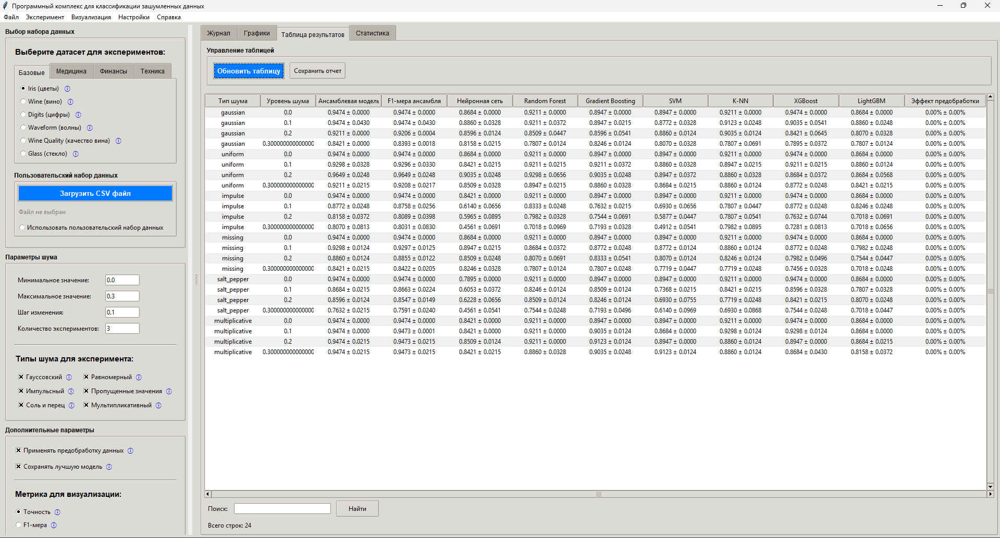 Программный комплекс для классификации зашумленных данных
Файл Эксперимент Визуализация Настройки Справка
Выбор набора данных
Выберите датасет для экспериментов:
Базовые Медицина Финансы Техника
Iris (цветы)
Wine (вино)
Digits (цифры)
Waveform (волны)
Wine Quality (качество вина)
Glass (стекло)
Пользовательский набор данных
Загрузить CSV файл
Файл не выбран
Использовать пользовательский набор данных
Параметры шума
Минимальное значение: 0.0
Максимальное значение: 0.3
Шаг изменения: 0.1
Количество экспериментов: 3
Типы шума для эксперимента:
Гауссовский Равномерный
Импульсный Пропущенные значения
Соль и перец Мультипликативный
Дополнительные параметры
Применять предобработку данных
Сохранять лучшую модель
Метрика для визуализации:
Точность
F1-мера
Журнал Графики Таблица результатов Статистика
Управление таблицей
Обновить таблицу Сохранить отчет
Тип шума Уровень шума Ансамблевая модель F1-мера ансамбля Нейронная сеть Random Forest Gradient Boosting SVM K-NN XGBoost LightGBM Эффект предобработки
gaussian 0.0 0.9474 ± 0.0000 0.9474 ± 0.0000 0.8684 ± 0.0000 0.9211 ± 0.0000 0.8947 ± 0.0000 0.8947 ± 0.0000 0.9211 ± 0.0000 0.9474 ± 0.0000 0.8684 ± 0.0000 0.00% ± 0.00%
gaussian 0.1 0.9474 ± 0.0430 0.9474 ± 0.0430 0.8860 ± 0.0328 0.9211 ± 0.0372 0.8947 ± 0.0215 0.8772 ± 0.0328 0.9123 ± 0.0248 0.9035 ± 0.0541 0.8860 ± 0.0248 0.00% ± 0.00%
gaussian 0.2 0.9211 ± 0.0000 0.9206 ± 0.0004 0.8596 ± 0.0124 0.8509 ± 0.0447 0.8596 ± 0.0541 0.8860 ± 0.0124 0.9035 ± 0.0124 0.8421 ± 0.0645 0.8070 ± 0.0328 0.00% ± 0.00%
gaussian 0.300000000000000 0.8421 ± 0.0000 0.8393 ± 0.0018 0.8158 ± 0.0215 0.7807 ± 0.0124 0.8246 ± 0.0124 0.8070 ± 0.0328 0.7807 ± 0.0691 0.7895 ± 0.0372 0.7807 ± 0.0124 0.00% ± 0.00%
uniform 0.0 0.9474 ± 0.0000 0.9474 ± 0.0000 0.8684 ± 0.0000 0.9211 ± 0.0000 0.8947 ± 0.0000 0.8947 ± 0.0000 0.9211 ± 0.0000 0.9474 ± 0.0000 0.8684 ± 0.0000 0.00% ± 0.00%
uniform 0.1 0.9298 ± 0.0328 0.9296 ± 0.0330 0.8421 ± 0.0215 0.9211 ± 0.0215 0.9211 ± 0.0372 0.8860 ± 0.0328 0.8947 ± 0.0215 0.9211 ± 0.0215 0.8860 ± 0.0124 0.00% ± 0.00%
uniform 0.2 0.9649 ± 0.0248 0.9649 ± 0.0248 0.9035 ± 0.0248 0.9298 ± 0.0656 0.9035 ± 0.0248 0.8947 ± 0.0372 0.8860 ± 0.0328 0.8684 ± 0.0372 0.8684 ± 0.0568 0.00% ± 0.00%
uniform 0.300000000000000 0.9211 ± 0.0215 0.9208 ± 0.0217 0.8509 ± 0.0328 0.8947 ± 0.0215 0.8860 ± 0.0328 0.8684 ± 0.0215 0.8860 ± 0.0124 0.8772 ± 0.0248 0.8421 ± 0.0215 0.00% ± 0.00%
impulse 0.0 0.9474 ± 0.0000 0.9474 ± 0.0000 0.8421 ± 0.0000 0.9211 ± 0.0000 0.8947 ± 0.0000 0.8947 ± 0.0000 0.9211 ± 0.0000 0.9474 ± 0.0000 0.8684 ± 0.0000 0.00% ± 0.00%
impulse 0.1 0.8772 ± 0.0248 0.8758 ± 0.0256 0.6140 ± 0.0656 0.8333 ± 0.0248 0.7632 ± 0.0215 0.6930 ± 0.0656 0.7807 ± 0.0447 0.8772 ± 0.0248 0.8246 ± 0.0248 0.00% ± 0.00%
impulse 0.2 0.8158 ± 0.0372 0.8089 ± 0.0398 0.5965 ± 0.0895 0.7982 ± 0.0328 0.7544 ± 0.0691 0.5877 ± 0.0447 0.7807 ± 0.0541 0.7632 ± 0.0744 0.7018 ± 0.0691 0.00% ± 0.00%
impulse 0.300000000000000 0.8070 ± 0.0813 0.8031 ± 0.0830 0.4561 ± 0.0691 0.7018 ± 0.0969 0.7193 ± 0.0328 0.4912 ± 0.0541 0.7982 ± 0.0895 0.7281 ± 0.0813 0.7018 ± 0.0656 0.00% ± 0.00%
missing 0.0 0.9474 ± 0.0000 0.9474 ± 0.0000 0.8684 ± 0.0000 0.9211 ± 0.0000 0.8947 ± 0.0000 0.8947 ± 0.0000 0.9211 ± 0.0000 0.9474 ± 0.0000 0.8684 ± 0.0000 0.00% ± 0.00%
missing 0.1 0.9298 ± 0.0124 0.9297 ± 0.0125 0.8947 ± 0.0215 0.8684 ± 0.0372 0.8772 ± 0.0248 0.8772 ± 0.0124 0.8860 ± 0.0124 0.8772 ± 0.0248 0.7982 ± 0.0248 0.00% ± 0.00%
missing 0.2 0.8860 ± 0.0124 0.8855 ± 0.0122 0.8509 ± 0.0248 0.8070 ± 0.0691 0.8333 ± 0.0541 0.8070 ± 0.0124 0.8246 ± 0.0124 0.7982 ± 0.0496 0.7544 ± 0.0447 0.00% ± 0.00%
missing 0.300000000000000 0.8421 ± 0.0215 0.8422 ± 0.0205 0.8246 ± 0.0328 0.7807 ± 0.0124 0.7807 ± 0.0248 0.7719 ± 0.0447 0.7719 ± 0.0248 0.7456 ± 0.0328 0.7018 ± 0.0248 0.00% ± 0.00%
salt_pepper 0.0 0.9474 ± 0.0000 0.9474 ± 0.0000 0.7895 ± 0.0000 0.9211 ± 0.0000 0.8947 ± 0.0000 0.8947 ± 0.0000 0.9211 ± 0.0000 0.9474 ± 0.0000 0.8684 ± 0.0000 0.00% ± 0.00%
salt_pepper 0.1 0.8684 ± 0.0215 0.8663 ± 0.0224 0.6053 ± 0.0372 0.8246 ± 0.0124 0.8509 ± 0.0124 0.7368 ± 0.0215 0.8421 ± 0.0215 0.8596 ± 0.0328 0.7807 ± 0.0328 0.00% ± 0.00%
salt_pepper 0.2 0.8596 ± 0.0124 0.8547 ± 0.0149 0.6228 ± 0.0656 0.8509 ± 0.0124 0.8246 ± 0.0124 0.6930 ± 0.0755 0.7719 ± 0.0248 0.8421 ± 0.0215 0.8070 ± 0.0248 0.00% ± 0.00%
salt_pepper 0.300000000000000 0.7632 ± 0.0215 0.7591 ± 0.0240 0.4561 ± 0.0541 0.7544 ± 0.0248 0.7193 ± 0.0496 0.6140 ± 0.0969 0.6930 ± 0.0868 0.7544 ± 0.0248 0.7018 ± 0.0447 0.00% ± 0.00%
multiplicative 0.0 0.9474 ± 0.0000 0.9474 ± 0.0000 0.8421 ± 0.0000 0.9211 ± 0.0000 0.8947 ± 0.0000 0.8947 ± 0.0000 0.9211 ± 0.0000 0.9474 ± 0.0000 0.8684 ± 0.0000 0.00% ± 0.00%
multiplicative 0.1 0.9474 ± 0.0000 0.9473 ± 0.0001 0.8421 ± 0.0000 0.9211 ± 0.0000 0.9035 ± 0.0124 0.8684 ± 0.0000 0.9298 ± 0.0124 0.9298 ± 0.0124 0.8684 ± 0.0000 0.00% ± 0.00%
multiplicative 0.2 0.9474 ± 0.0215 0.9473 ± 0.0215 0.8509 ± 0.0124 0.9211 ± 0.0000 0.9123 ± 0.0124 0.8947 ± 0.0000 0.8860 ± 0.0124 0.8947 ± 0.0000 0.8684 ± 0.0215 0.00% ± 0.00%
multiplicative 0.300000000000000 0.9474 ± 0.0215 0.9473 ± 0.0215 0.8421 ± 0.0215 0.8860 ± 0.0328 0.9035 ± 0.0248 0.9123 ± 0.0124 0.8860 ± 0.0124 0.8684 ± 0.0430 0.8158 ± 0.0372 0.00% ± 0.00%
Поиск: Найти
Всего строк: 24